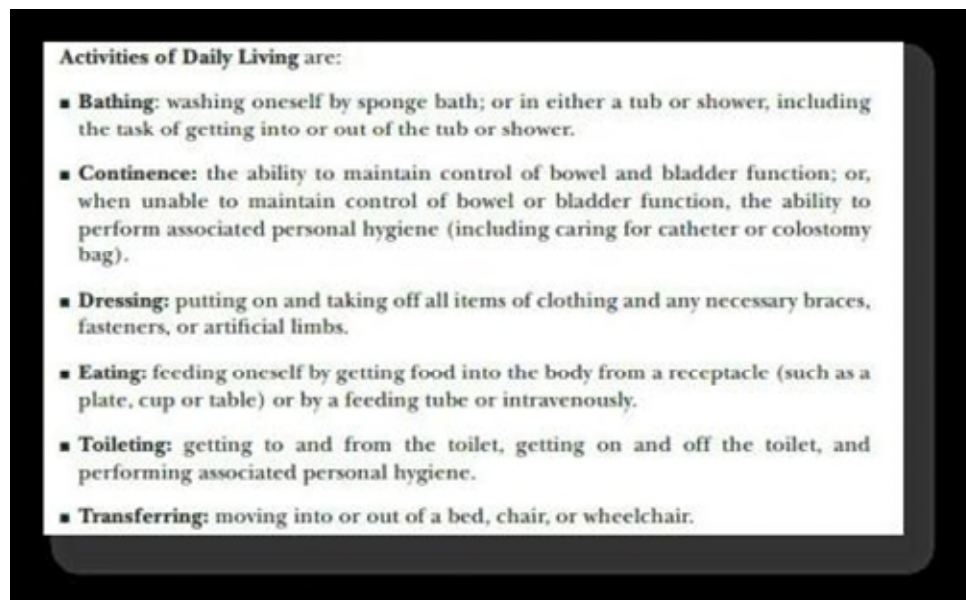 Activities of Daily Living are:
▪ Bathing: washing oneself by sponge bath; or in either a tub or shower, including
the task of getting into or out of the tub or shower.
▪ Continence: the ability to maintain control of bowel and bladder function; or,
when unable to maintain control of bowel or bladder function, the ability to
perform associated personal hygiene (including caring for catheter or colostomy
bag).
▪ Dressing: putting on and taking off all items of clothing and any necessary braces,
fasteners, or artificial limbs.
▪ Eating: feeding oneself by getting food into the body from a receptacle (such as a
plate, cup or table) or by a feeding tube or intravenously.
▪ Toileting: getting to and from the toilet, getting on and off the toilet, and
performing associated personal hygiene.
▪ Transferring: moving into or out of a bed, chair, or wheelchair.